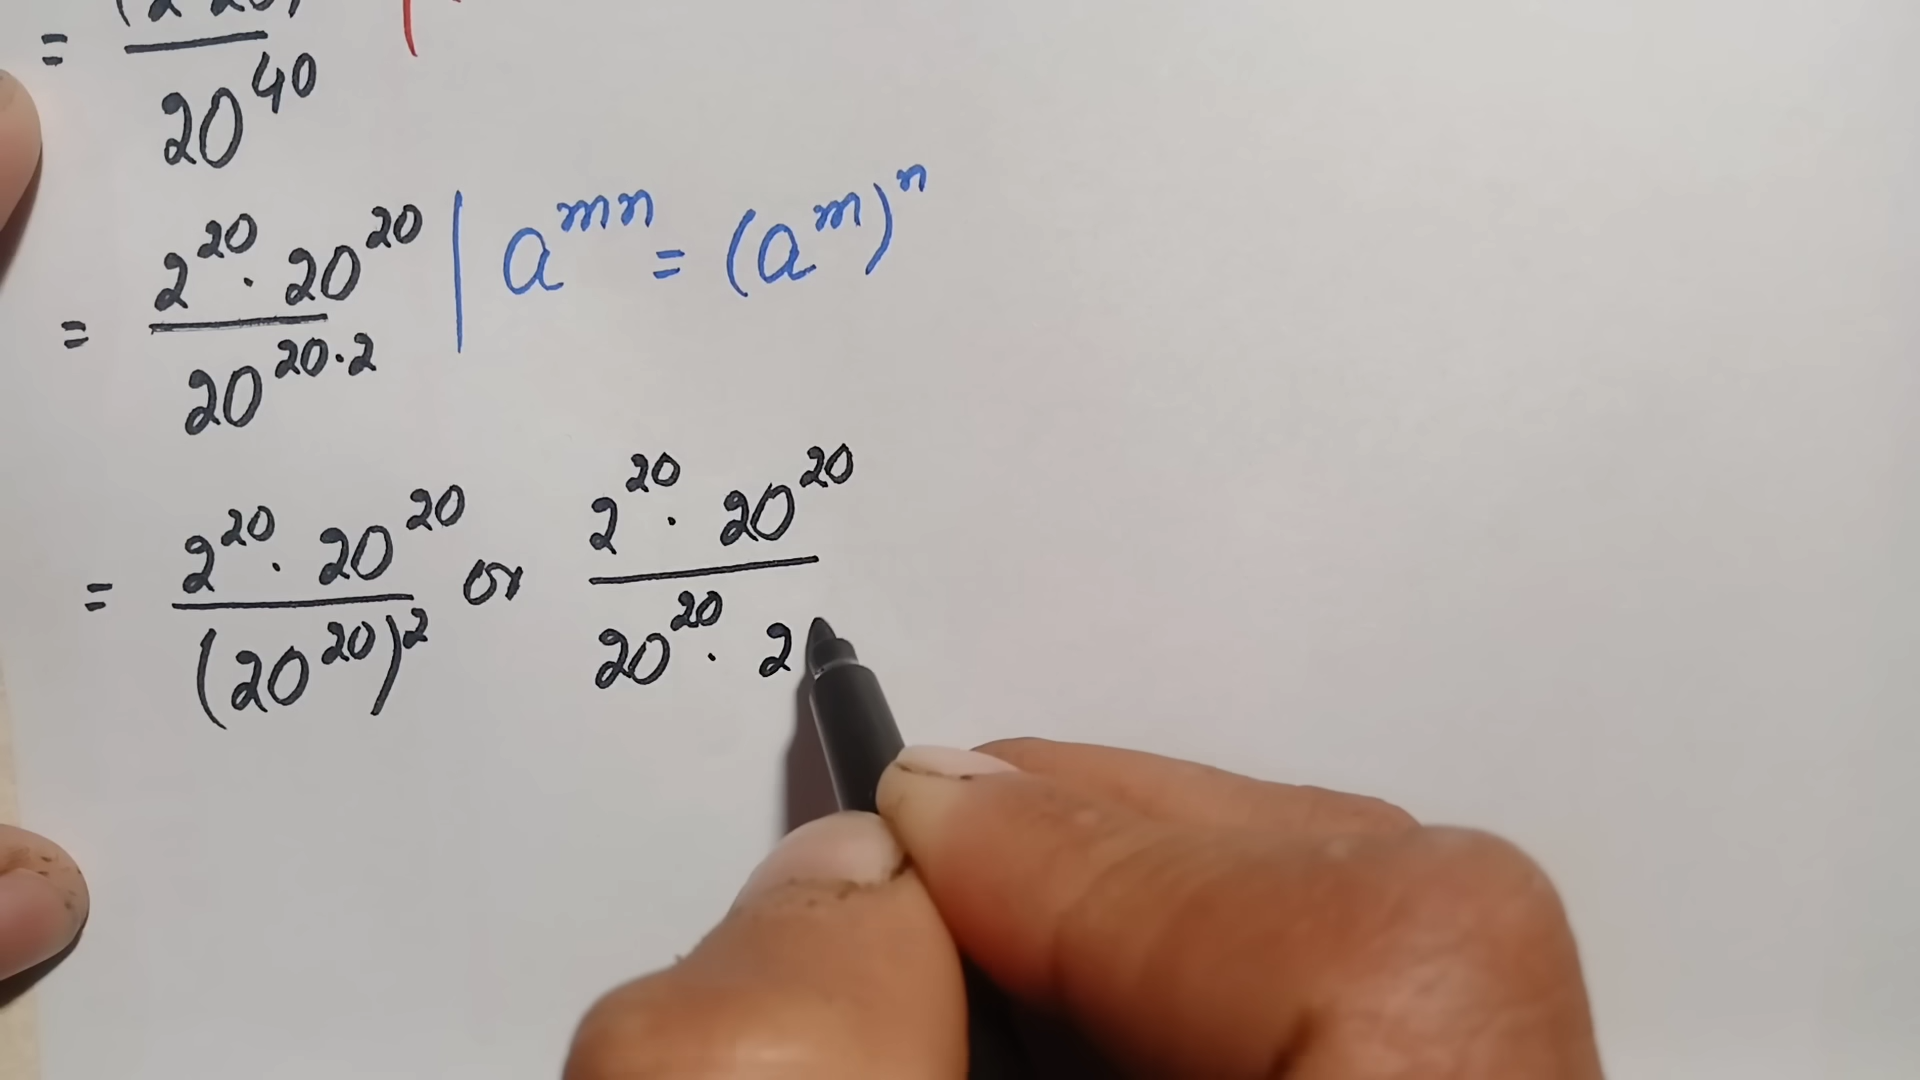 =
20^40
2^20 · 20^20 | a^mn = (a^m)^n
=
20^20·2
2^20 · 20^20 or 2^20 · 20^20
=
(20^20)^2 20^20 · 2